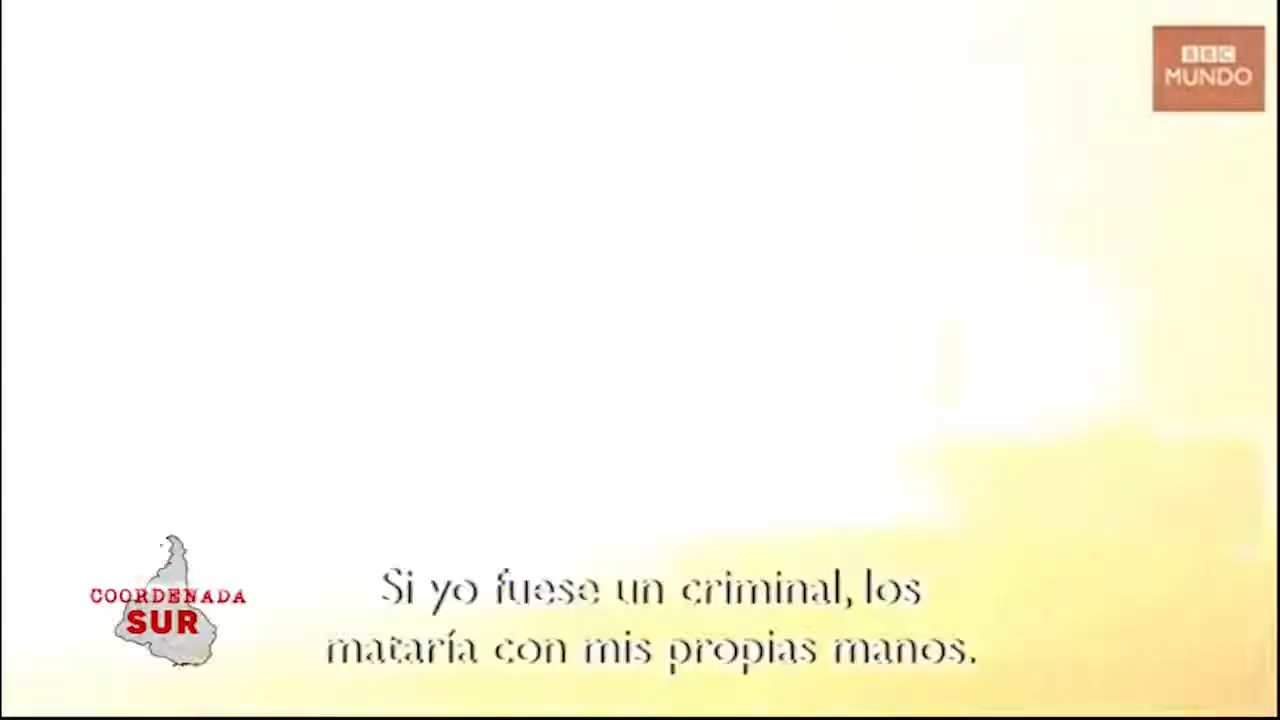 BBC
MUNDO
COORDENADA
SUR
Si yo fuese un criminal, los
mataría con mis propias manos.